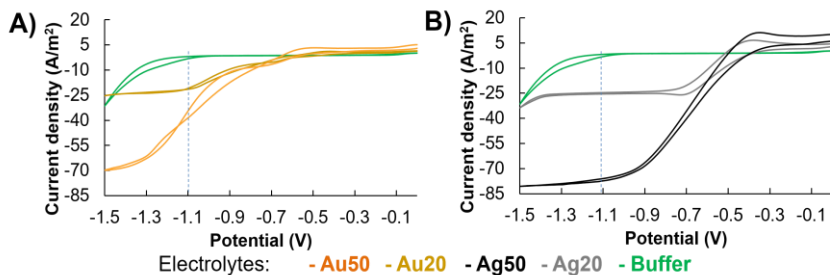 A)
Current density (A/m²)
20
5
-10
-25
-40
-55
-70
-85
-1.5 -1.3 -1.1 -0.9 -0.7 -0.5 -0.3 -0.1
Potential (V)
B)
Current density (A/m²)
20
5
-10
-25
-40
-55
-70
-85
-1.5 -1.3 -1.1 -0.9 -0.7 -0.5 -0.3 -0.1
Potential (V)
Electrolytes: - Au50 - Au20 - Ag50 - Ag20 - Buffer